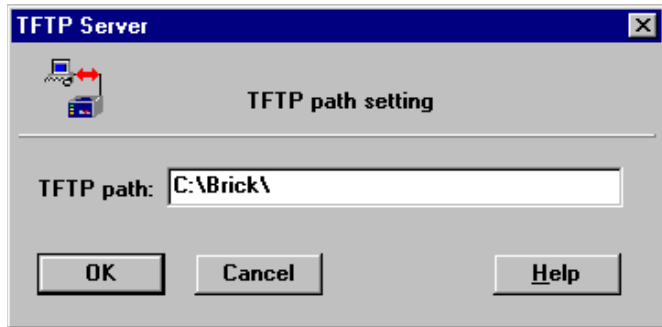 TFTP Server
TFTP path setting
TFTP path: C:\Brick\
OK Cancel Help